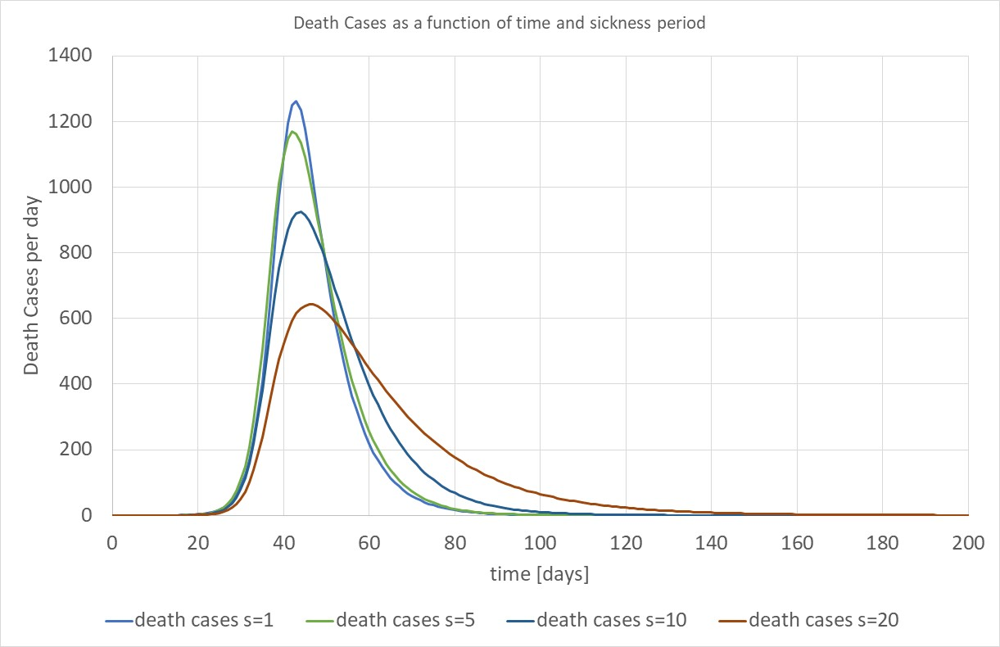 Death Cases as a function of time and sickness period
1400
1200
1000
800
600
400
200
0
Death Cases per day
0 20 40 60 80 100 120 140 160 180 200
time [days]
death cases s=1 death cases s=5 death cases s=10 death cases s=20